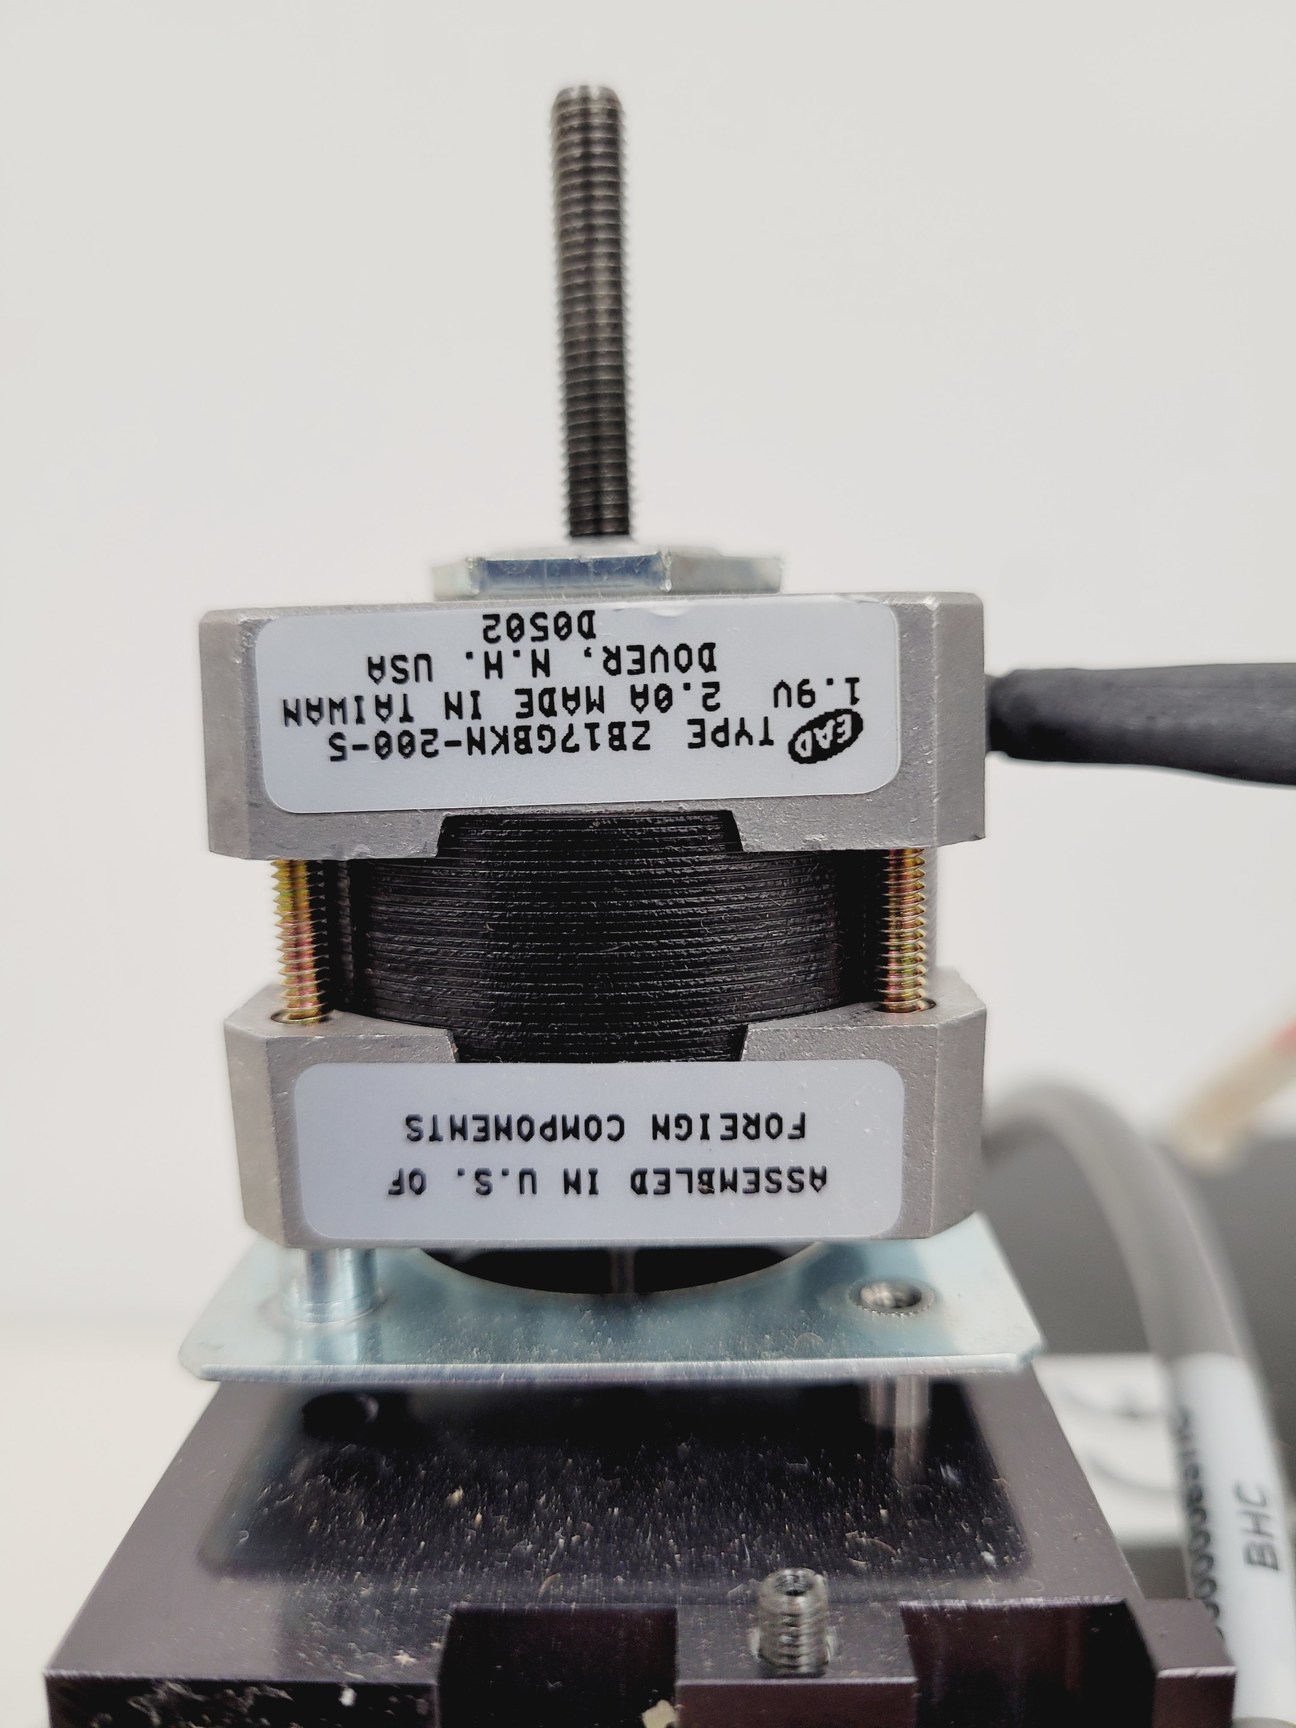 EAD TYPE ZB17GBKN-200-5
1.9V 2.0A MADE IN TAIWAN
DOVER, N.H. USA
D0502
ASSEMBLED IN U.S. OF
FOREIGN COMPONENTS
BHC